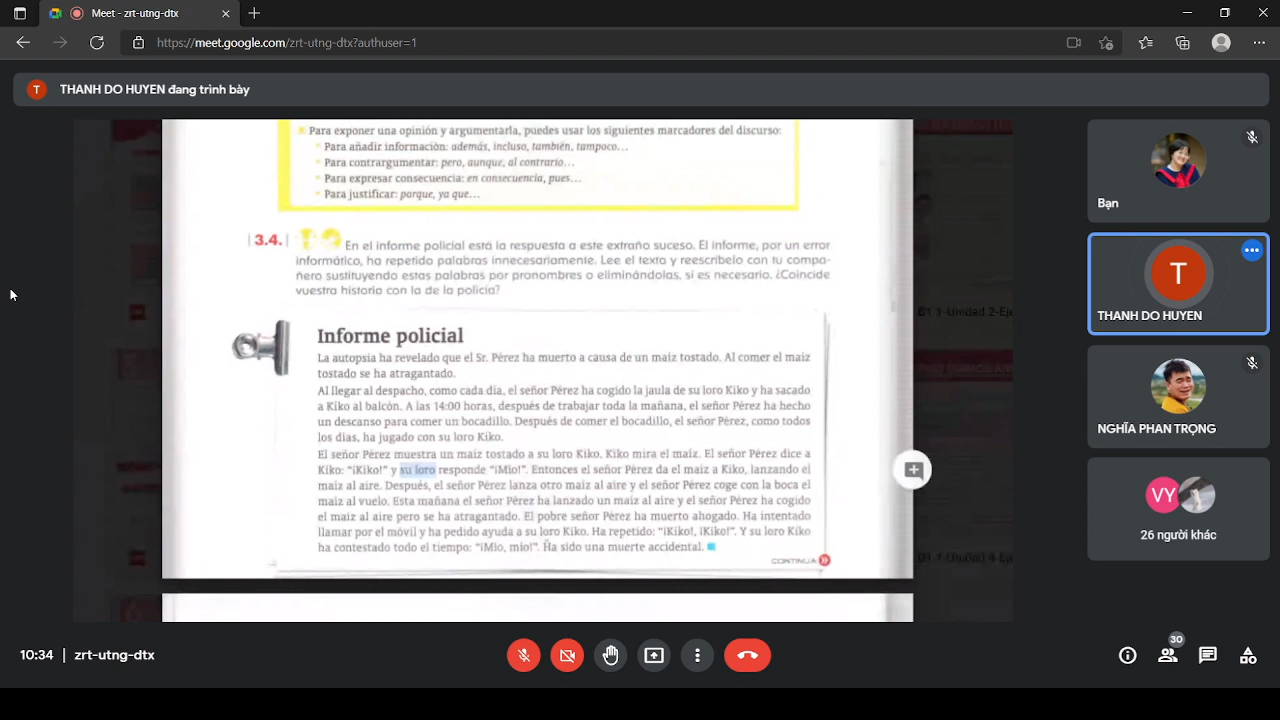 Meet - zrt-utng-dtx
https://meet.google.com/zrt-utng-dtx?authuser=1
T THANH DO HUYEN đang trình bày
Para exponer una opinión y argumentarla, puedes usar los siguientes marcadores del discurso:
Para añadir información: además, incluso, también, tampoco...
Para contrargumentar: pero, aunque, al contrario...
Para expresar consecuencia: en consecuencia, pues...
Para justificar: porque, ya que...
|3.4.| En el informe policial está la respuesta a este extraño suceso. El informe, por un error
informático, ha repetido palabras innecesariamente. Lee el texto y reescríbelo con tu compa-
ñero sustituyendo estas palabras por pronombres o eliminándolas, si es necesario. ¿Coincide
vuestra historia con la de la policía?
Informe policial
La autopsia ha revelado que el Sr. Pérez ha muerto a causa de un maíz tostado. Al comer el maíz
tostado se ha atragantado.
Al llegar al despacho, como cada día, el señor Pérez ha cogido la jaula de su loro Kiko y ha sacado
a Kiko al balcón. A las 14:00 horas, después de trabajar toda la mañana, el señor Pérez ha hecho
un descanso para comer un bocadillo. Después de comer el bocadillo, el señor Pérez, como todos
los días, ha jugado con su loro Kiko.
El señor Pérez muestra un maíz tostado a su loro Kiko. Kiko mira el maíz. El señor Pérez dice a
Kiko: "¡Kiko!" y su loro responde "¡Mío!". Entonces el señor Pérez da el maíz a Kiko, lanzando el
maíz al aire. Después, el señor Pérez lanza otro maíz al aire y el señor Pérez coge con la boca el
maíz al vuelo. Esta mañana el señor Pérez ha lanzado un maíz al aire y el señor Pérez ha cogido
el maíz al aire pero se ha atragantado. El pobre señor Pérez ha muerto ahogado. Ha intentado
llamar por el móvil y ha pedido ayuda a su loro Kiko. Ha repetido: "¡Kiko!, ¡Kiko!". Y su loro Kiko
ha contestado todo el tiempo: "¡Mío, mío!". Ha sido una muerte accidental.
CONTINÚA
Bạn
T
THANH DO HUYEN
NGHĨA PHAN TRỌNG
VY
26 người khác
10:34 | zrt-utng-dtx
30